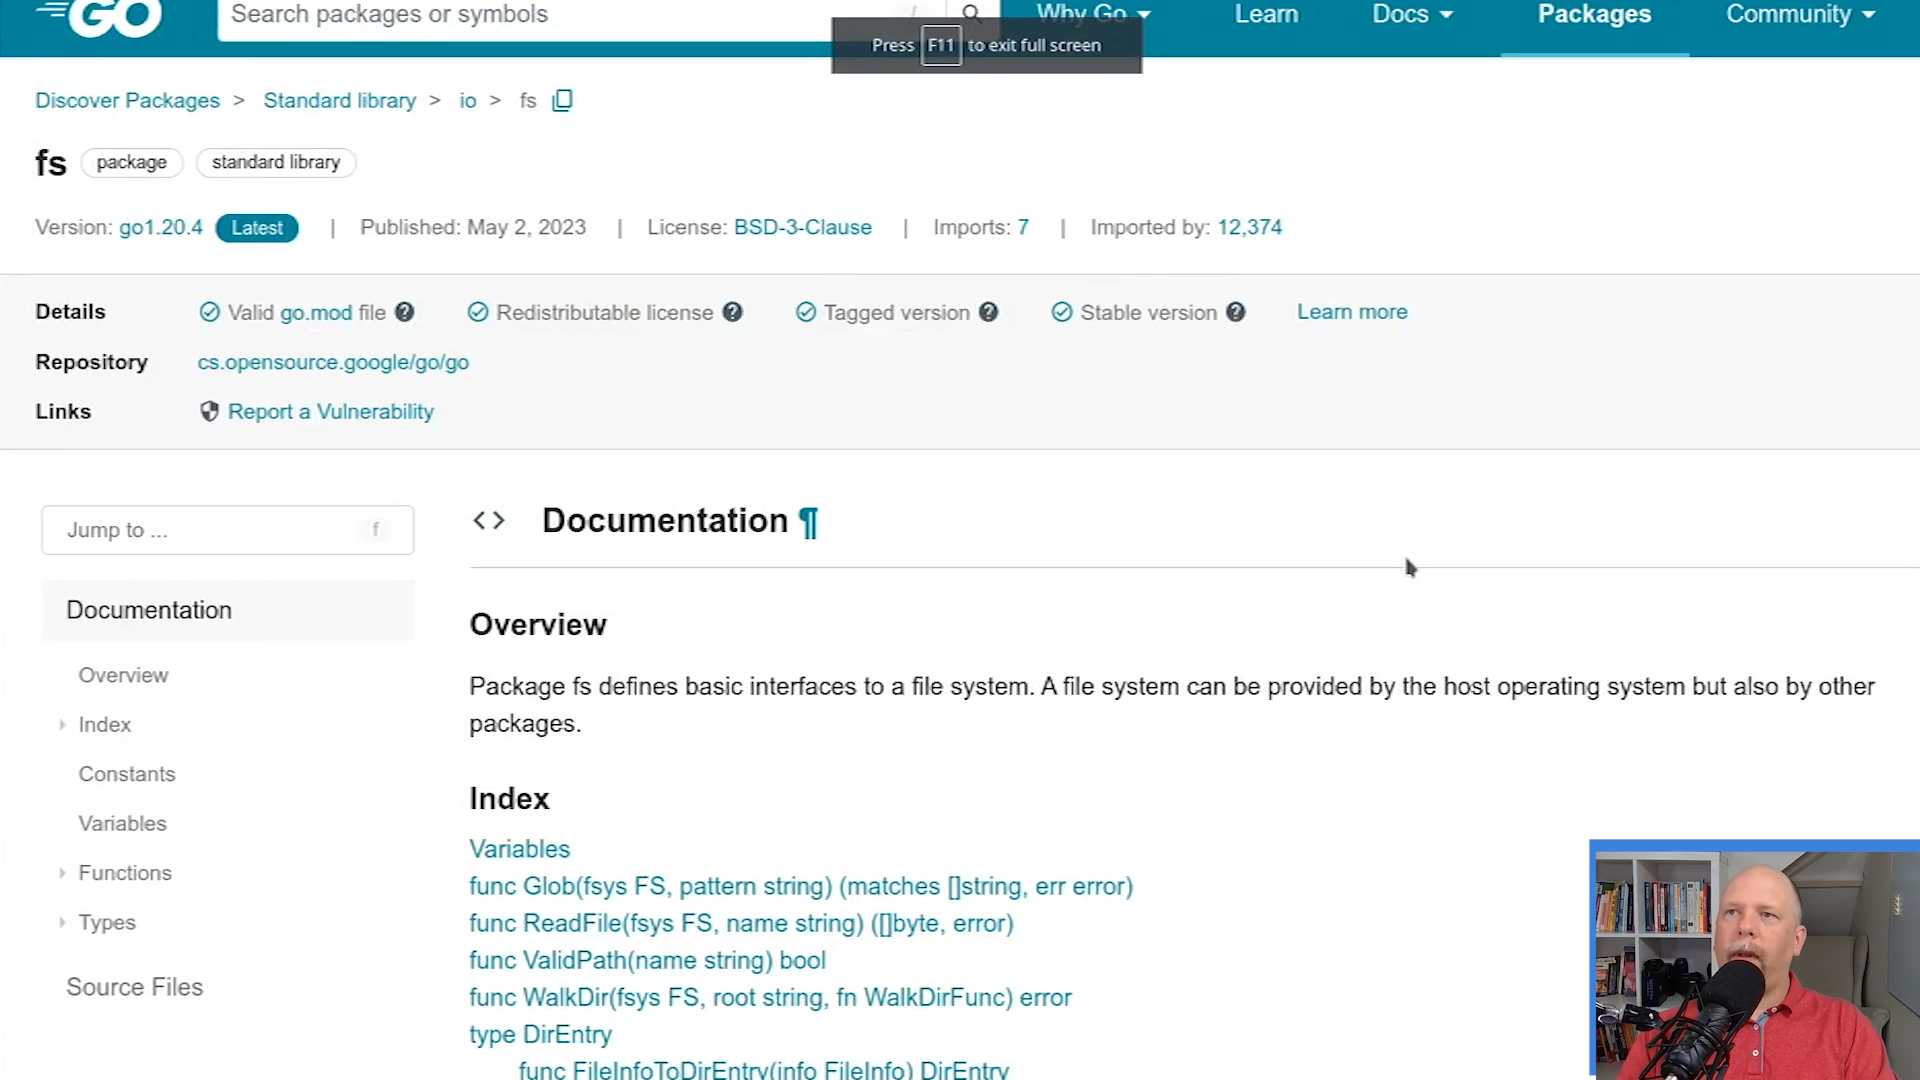 GO
Search packages or symbols
/
Why Go
Learn
Docs
Packages
Community
Press F11 to exit full screen
Discover Packages > Standard library > io > fs
fs package standard library
Version: go1.20.4 Latest | Published: May 2, 2023 | License: BSD-3-Clause | Imports: 7 | Imported by: 12,374
Details Valid go.mod file Redistributable license Tagged version Stable version Learn more
Repository cs.opensource.google/go/go
Links Report a Vulnerability
Jump to ... f
<> Documentation ¶
Documentation
Overview
Index
Constants
Variables
Functions
Types
Source Files
Overview
Package fs defines basic interfaces to a file system. A file system can be provided by the host operating system but also by other
packages.
Index
Variables
func Glob(fsys FS, pattern string) (matches []string, err error)
func ReadFile(fsys FS, name string) ([]byte, error)
func ValidPath(name string) bool
func WalkDir(fsys FS, root string, fn WalkDirFunc) error
type DirEntry
func FileInfoToDirEntry(info FileInfo) DirEntry